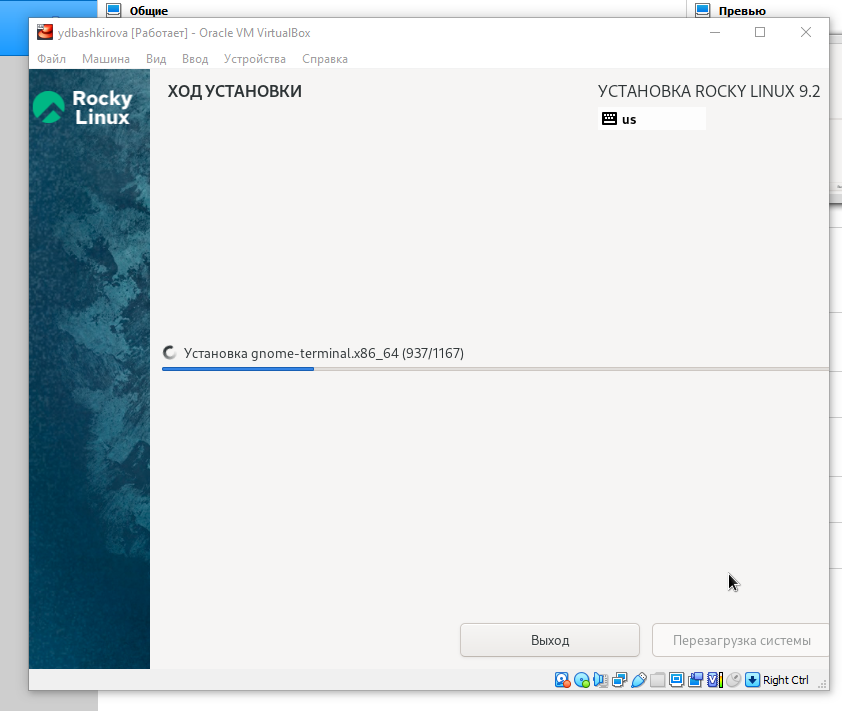 Общие
Превью
ydbashkirova [Работает] - Oracle VM VirtualBox
Файл Машина Вид Ввод Устройства Справка
Rocky
Linux
ХОД УСТАНОВКИ
УСТАНОВКА ROCKY LINUX 9.2
us
Установка gnome-terminal.x86_64 (937/1167)
Выход
Перезагрузка системы
Right Ctrl